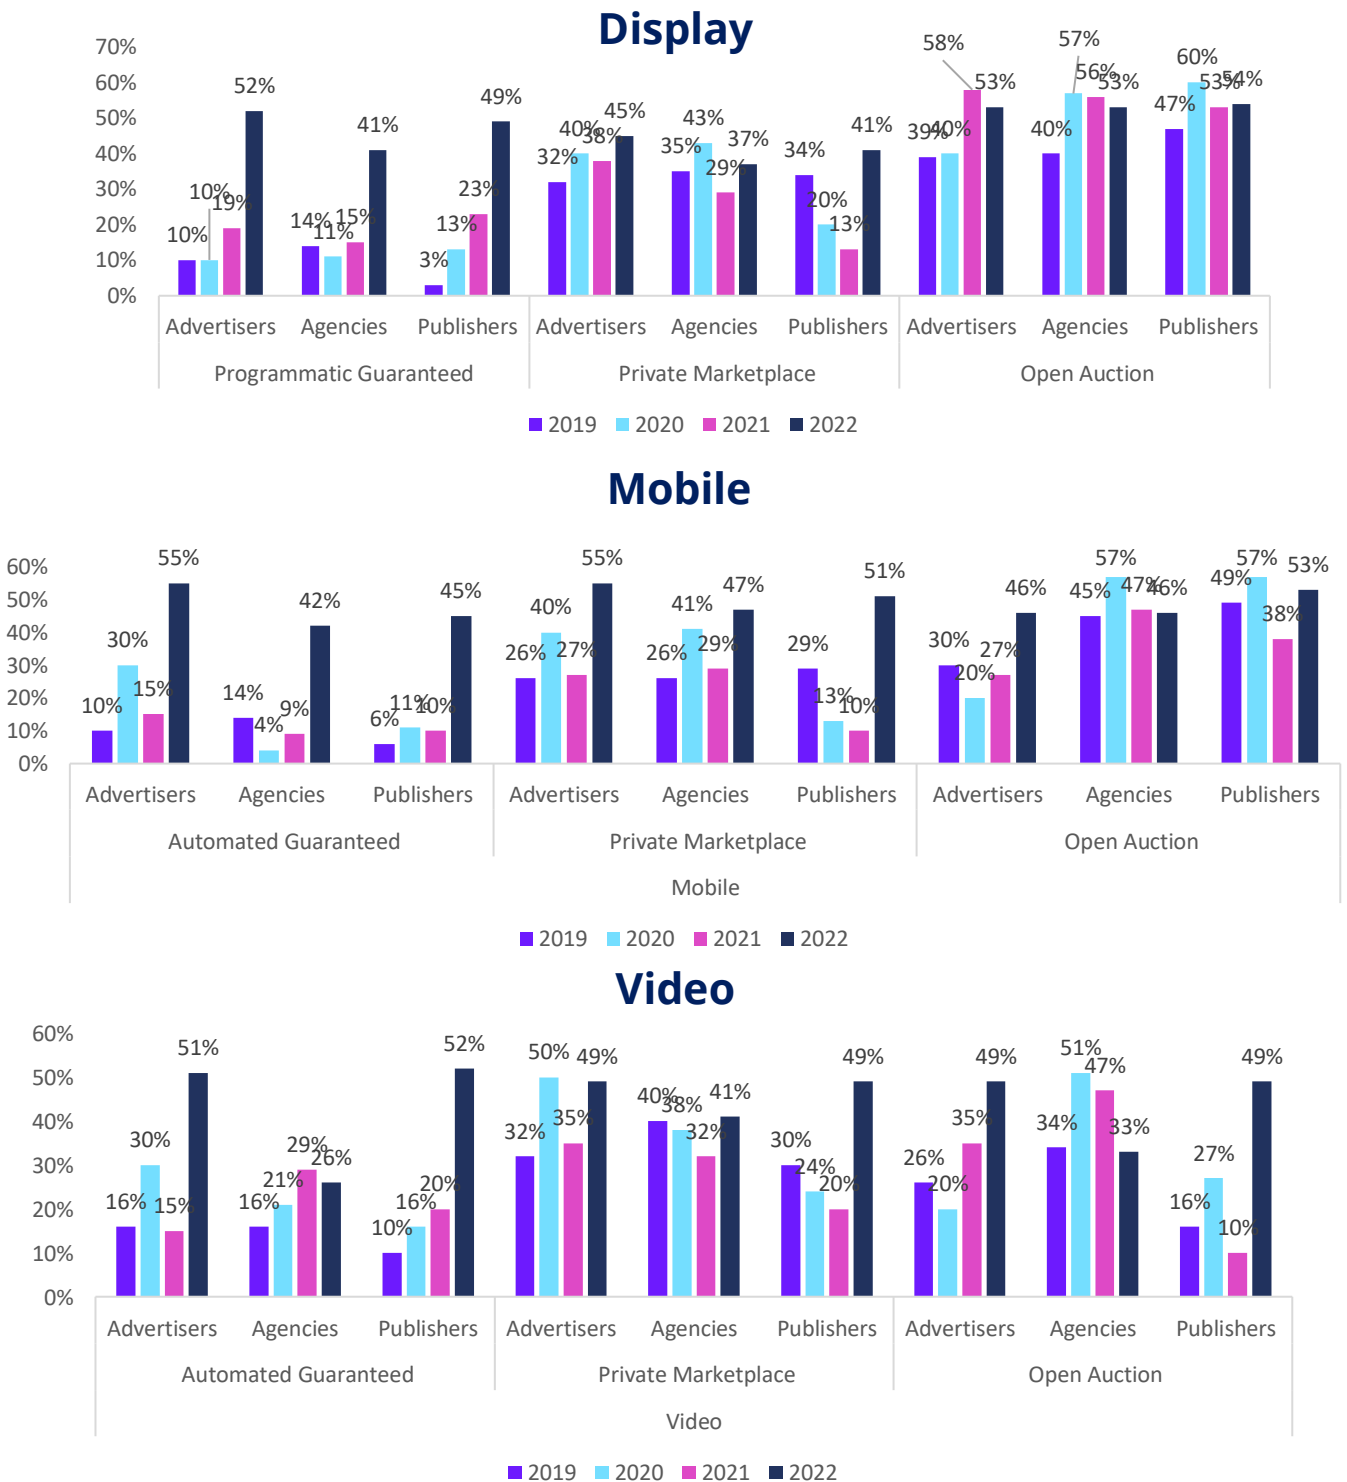 Display
70%
60%
50%
40%
30%
20%
10%
0%
10% 10% 19% 52% 14% 11% 15% 41% 3% 13% 23% 49% 32% 40% 38% 45% 35% 43% 29% 37% 34% 20% 13% 41% 39% 40% 58% 53% 40% 57% 56% 53% 47% 60% 53% 54%
Advertisers Agencies Publishers Advertisers Agencies Publishers Advertisers Agencies Publishers
Programmatic Guaranteed Private Marketplace Open Auction
2019 2020 2021 2022
Mobile
60%
50%
40%
30%
20%
10%
0%
10% 30% 15% 55% 14% 4% 9% 42% 6% 11% 10% 45% 26% 40% 27% 55% 26% 41% 29% 47% 29% 13% 10% 51% 30% 20% 27% 46% 45% 57% 47% 46% 49% 57% 38% 53%
Advertisers Agencies Publishers Advertisers Agencies Publishers Advertisers Agencies Publishers
Automated Guaranteed Private Marketplace Open Auction
Mobile
2019 2020 2021 2022
Video
60%
50%
40%
30%
20%
10%
0%
16% 30% 15% 51% 16% 21% 29% 26% 10% 16% 20% 52% 32% 50% 35% 49% 40% 38% 32% 41% 30% 24% 20% 49% 26% 20% 35% 49% 34% 51% 47% 33% 16% 27% 10% 49%
Advertisers Agencies Publishers Advertisers Agencies Publishers Advertisers Agencies Publishers
Automated Guaranteed Private Marketplace Open Auction
Video
2019 2020 2021 2022